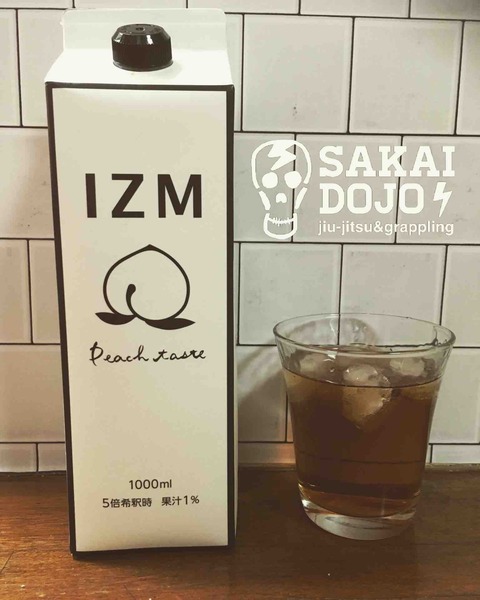 IZM
Peach taste
1000ml
5倍希釈時 果汁1%
SAKAI
DOJO
jiu-jitsu&grappling